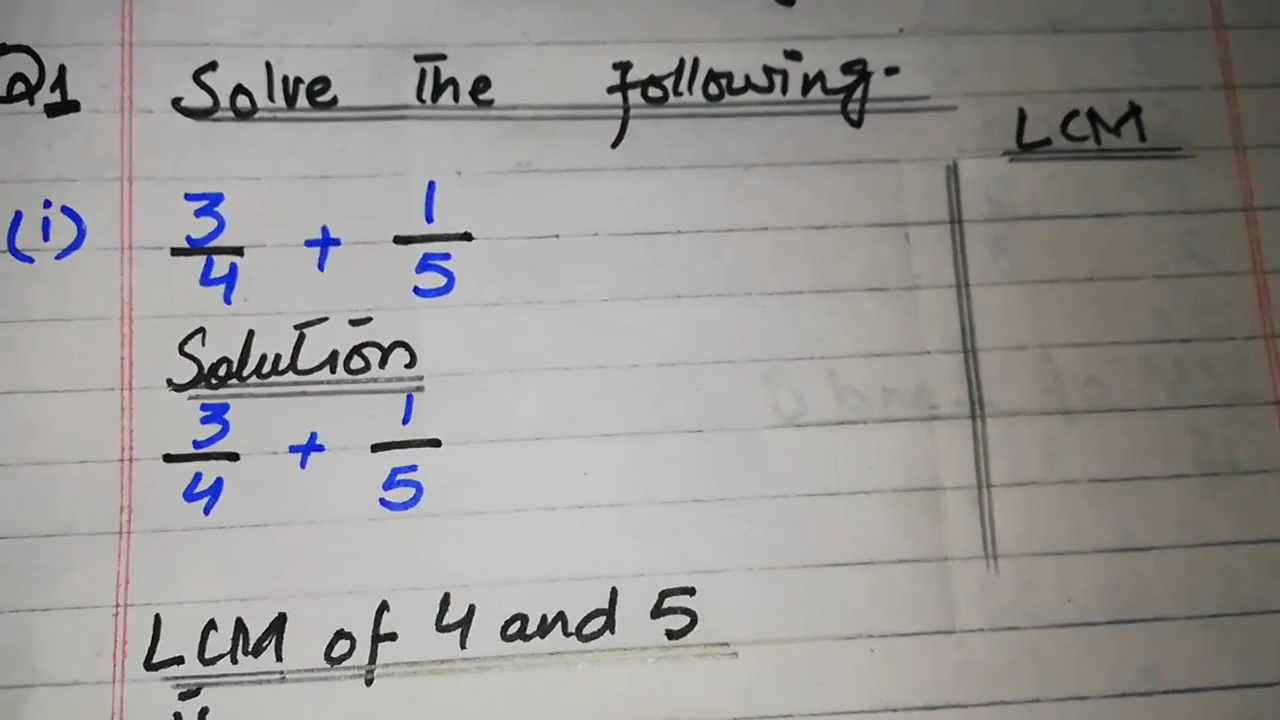 Q1 Solve The following.
LCM
(i) 3/4 + 1/5
Solution
3/4 + 1/5
LCM of 4 and 5